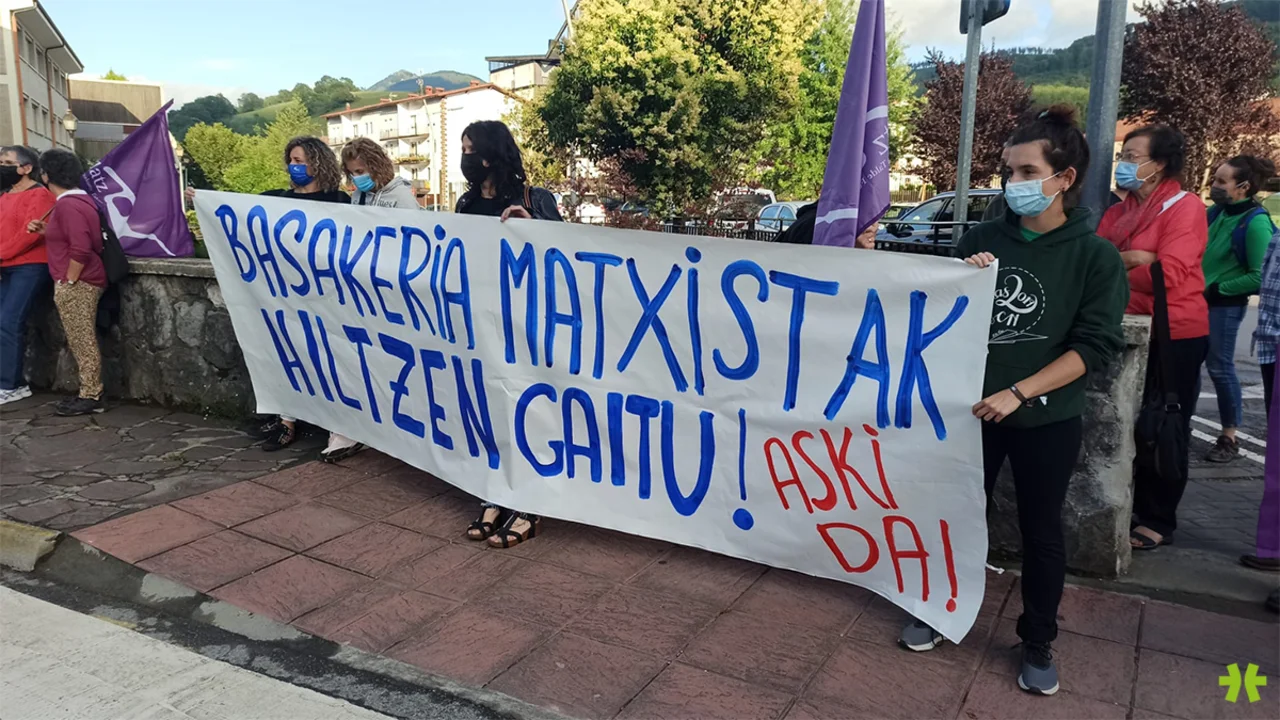 BASAKERiA MATXiSTAK
HILTZEN GAITU!
ASKi
DA!